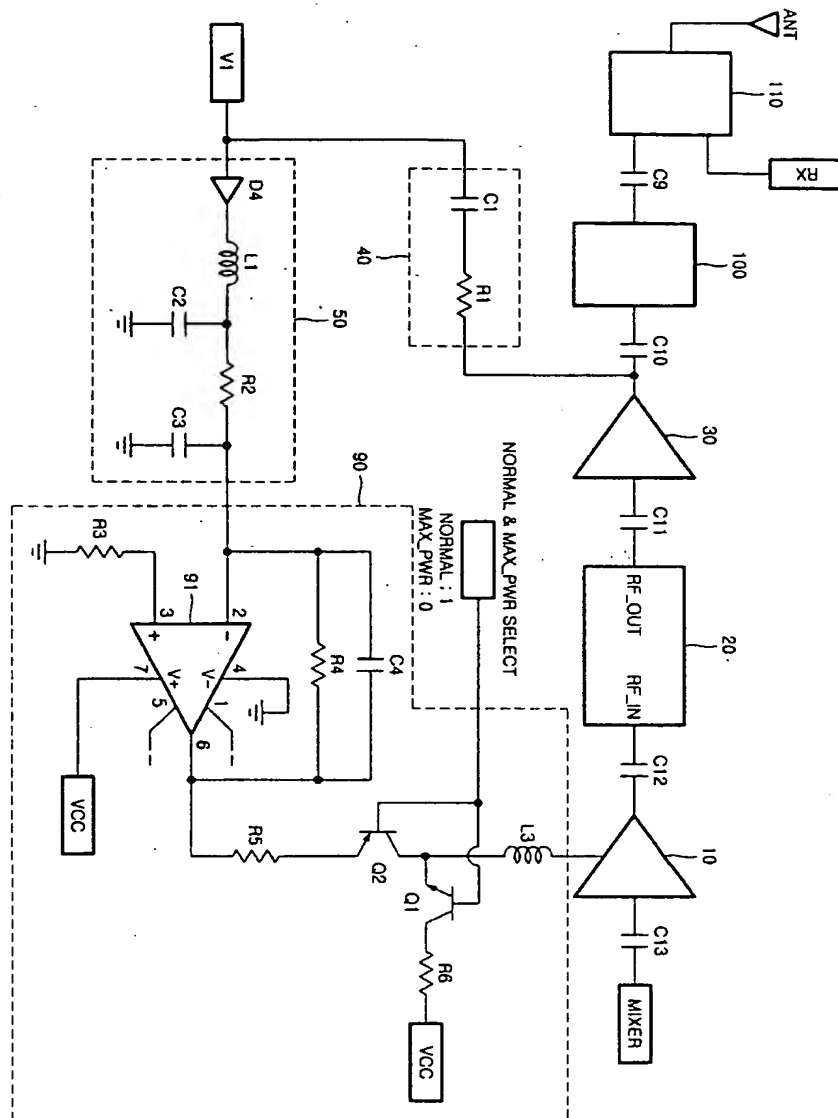 ANT
110
RX
C9
100
C10
30
C11
RF_OUT
RF_IN
20
C12
10
C13
MIXER
V1
C1
R1
40
D4
L1
C2
R2
C3
50
NORMAL & MAX_PWR SELECT
NORMAL : 1
MAX_PWR : 0
90
R3
91
3
2
+
-
7
4
V+
V-
5
1
6
R4
C4
VCC
R5
Q2
Q1
L3
R6
VCC